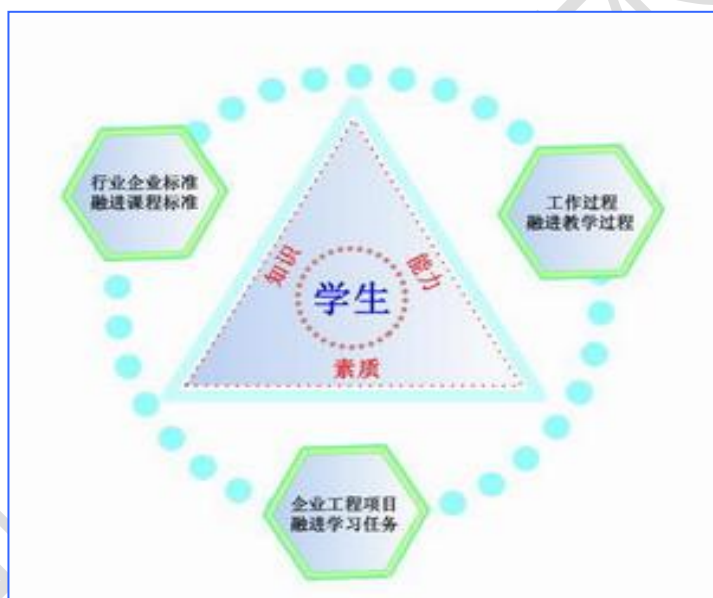 行业企业标准
融进课程标准
工作过程
融进教学过程
知识
能力
学生
素质
企业工程项目
融进学习任务